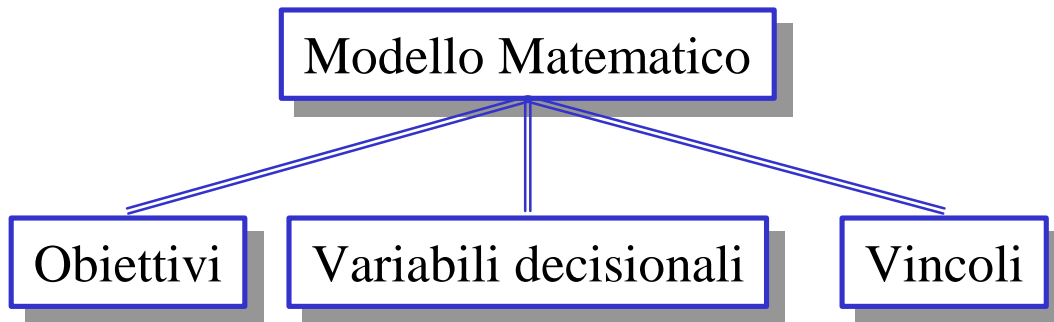 Modello Matematico
Obiettivi
Variabili decisionali
Vincoli